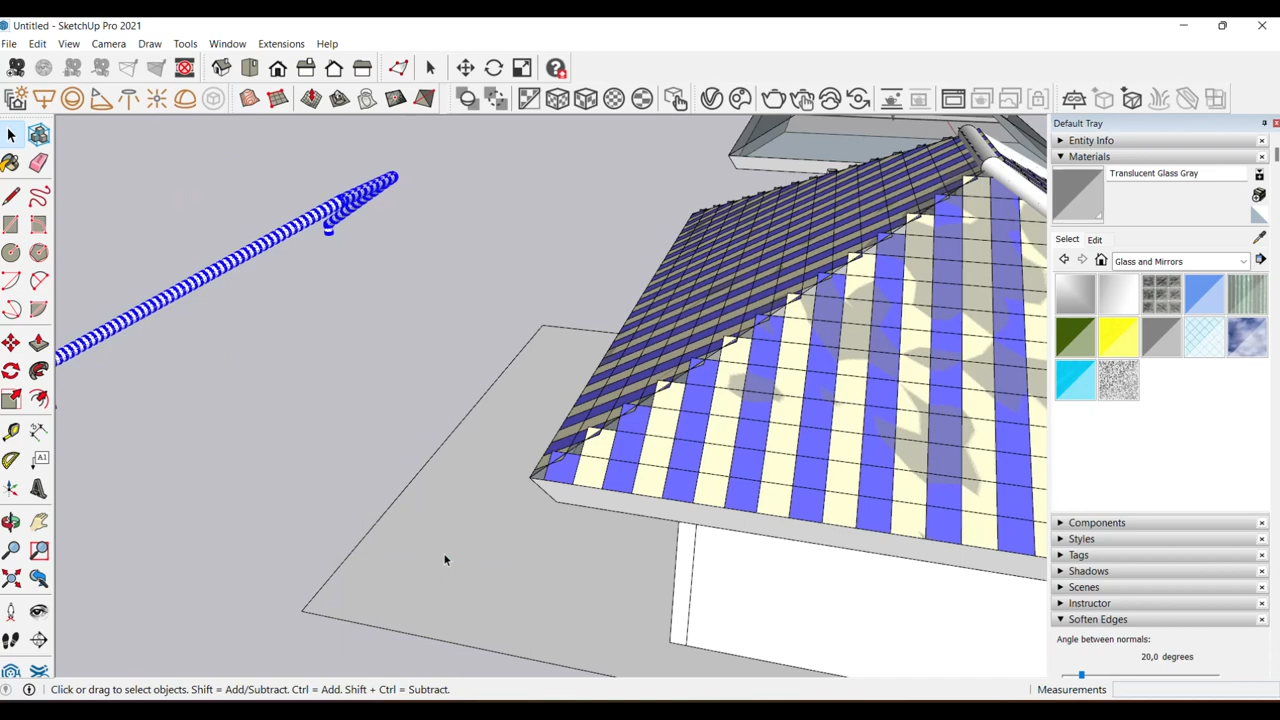 Untitled - SketchUp Pro 2021
File Edit View Camera Draw Tools Window Extensions Help
Default Tray
Entity Info
Materials
Translucent Glass Gray
Select Edit
Glass and Mirrors
A1
Components
Styles
Tags
Shadows
Scenes
Instructor
Soften Edges
Angle between normals:
20,0 degrees
Click or drag to select objects. Shift = Add/Subtract. Ctrl = Add. Shift + Ctrl = Subtract.
Measurements